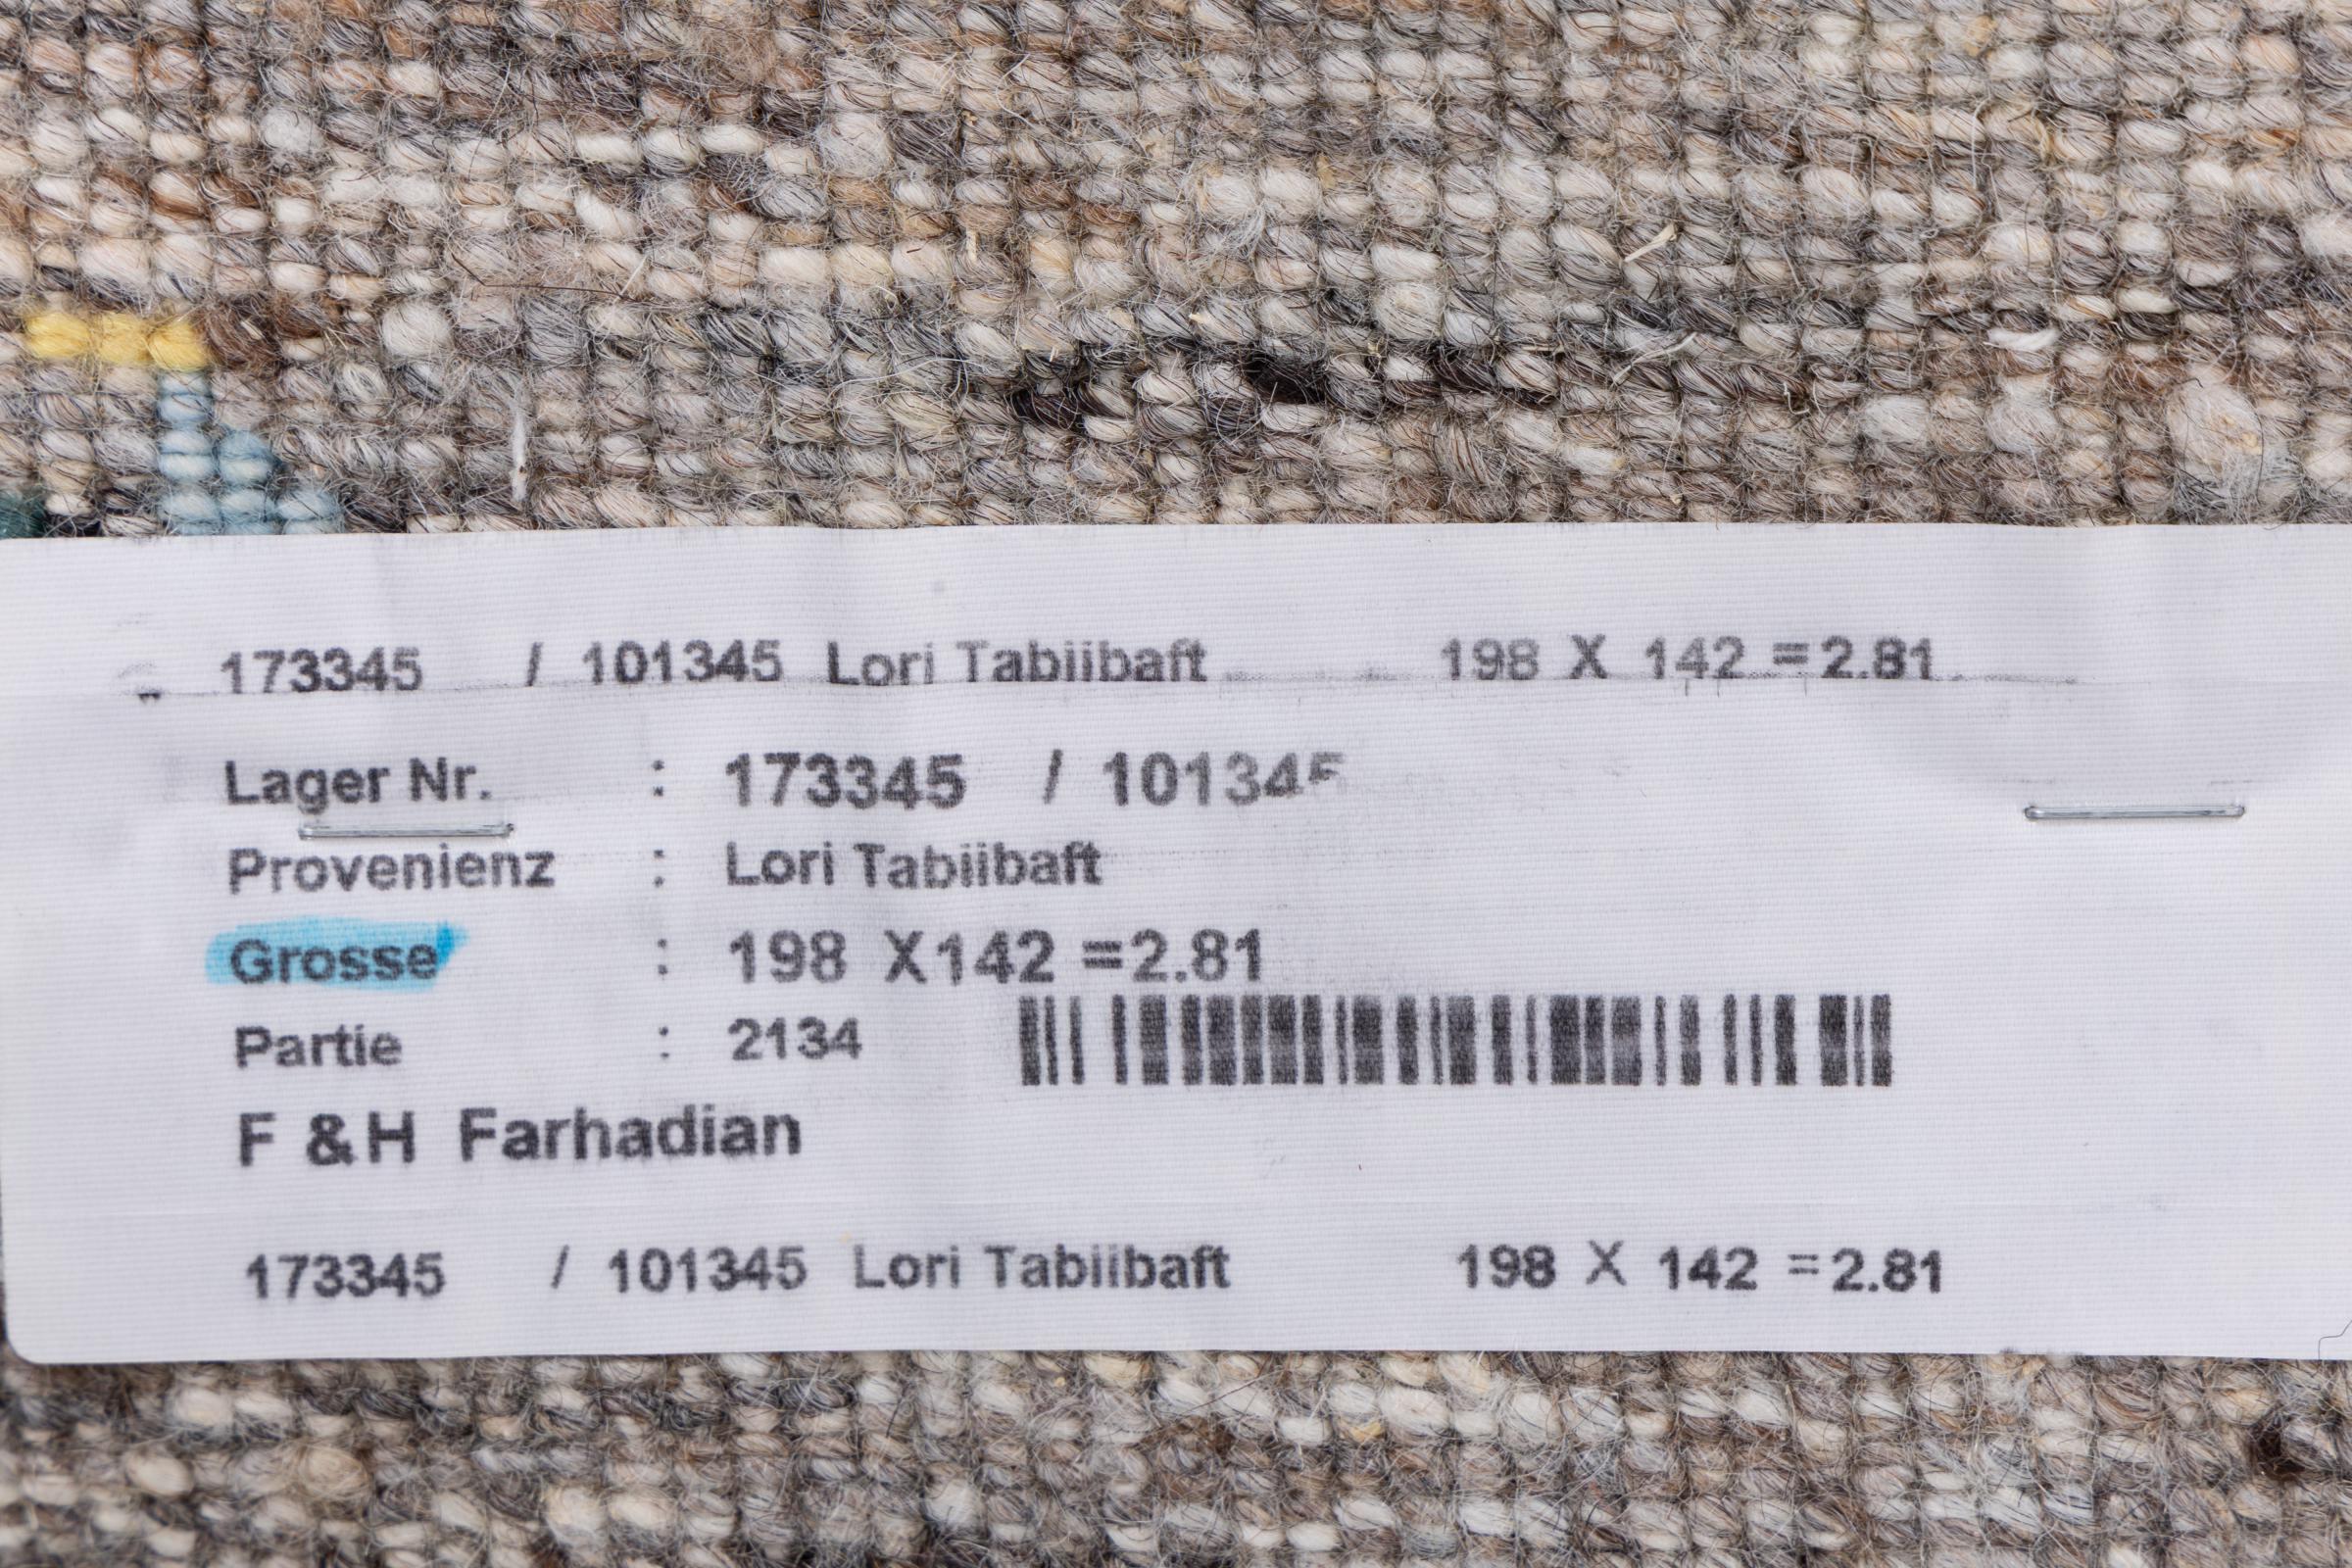 173345 / 101345 Lori Tabiibaft 198 X 142 =2.81
Lager Nr. : 173345 / 101345
Provenienz : Lori Tabiibaft
Grosse : 198 X142 =2.81
Partie : 2134
F &H Farhadian
173345 / 101345 Lori Tabiibaft 198 X 142 =2.81